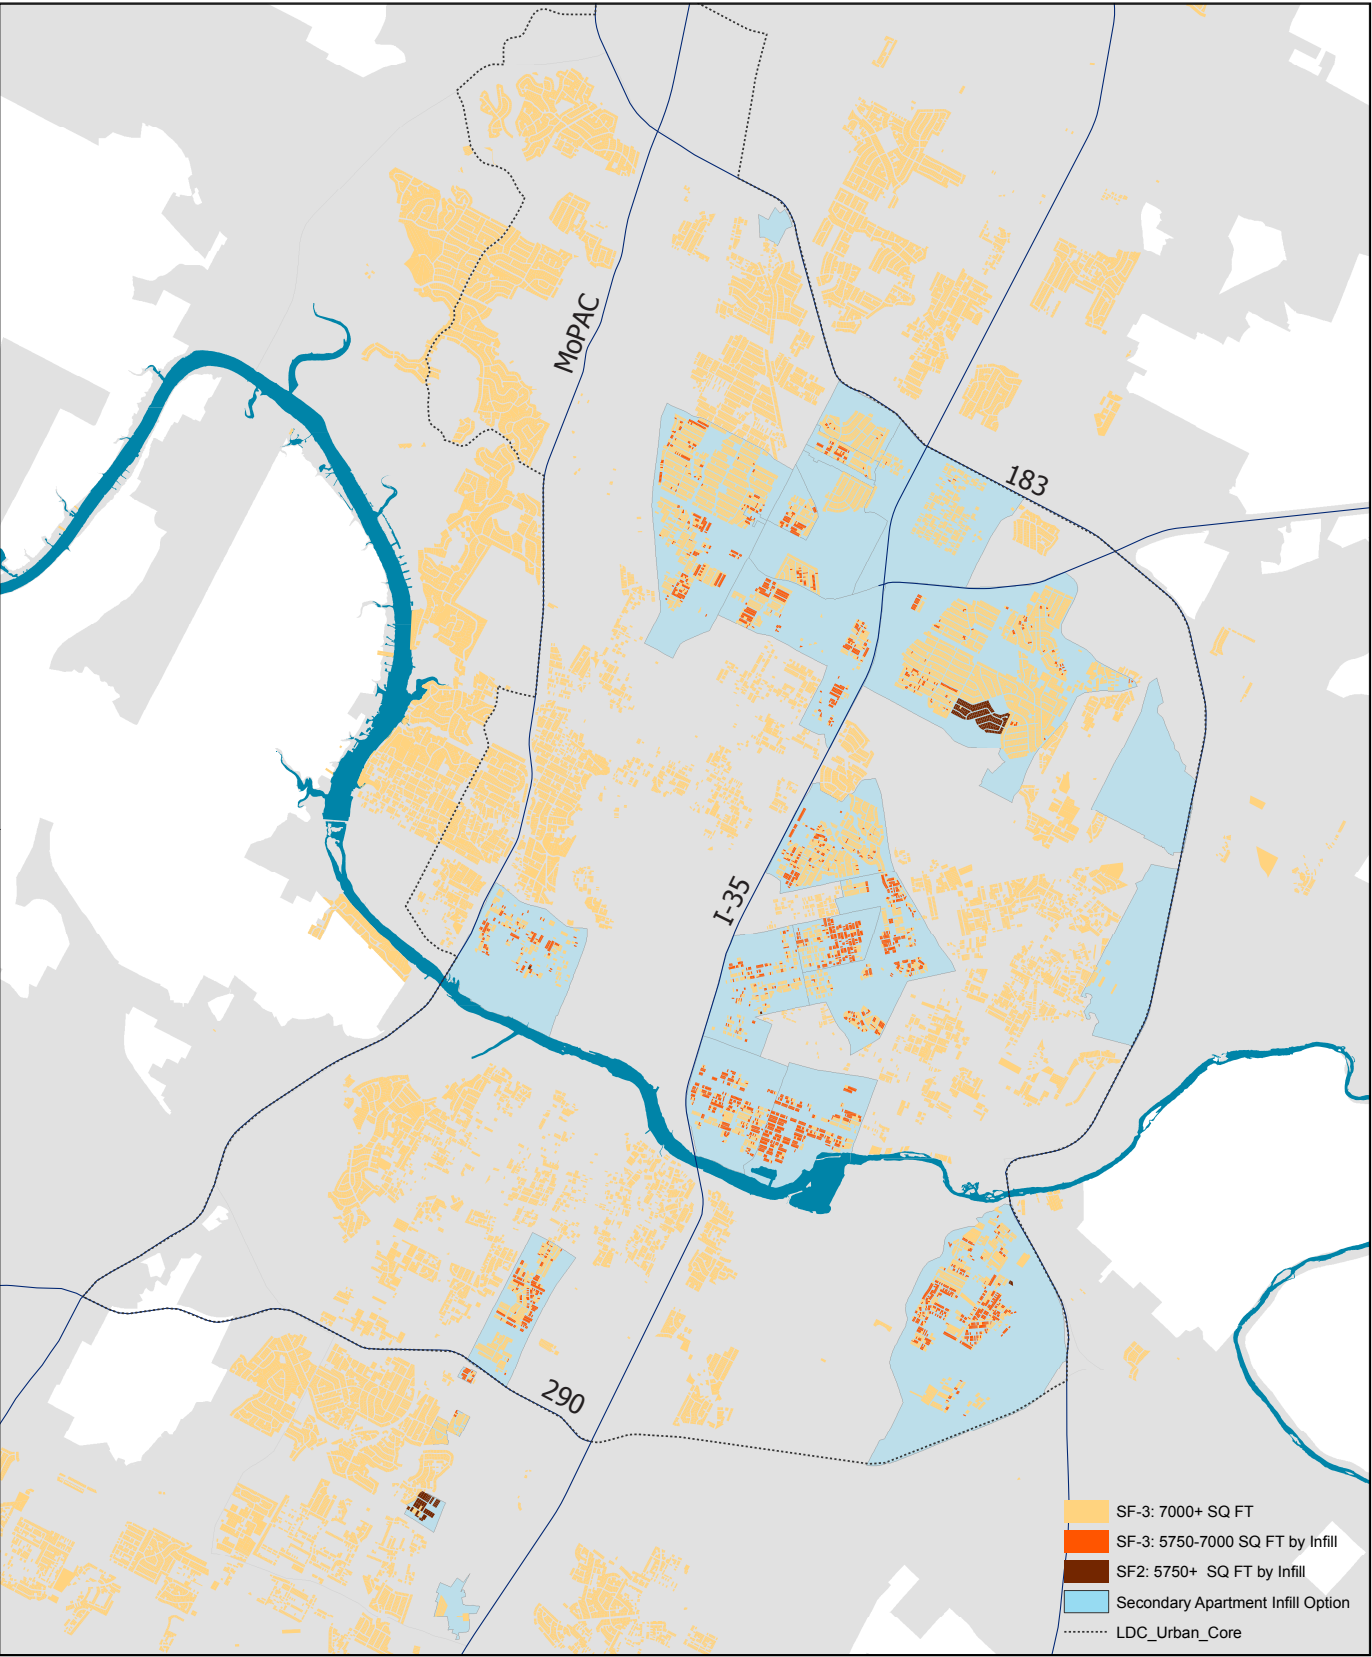 MoPAC
183
I-35
290
SF-3: 7000+ SQ FT
SF-3: 5750-7000 SQ FT by Infill
SF2: 5750+ SQ FT by Infill
Secondary Apartment Infill Option
LDC_Urban_Core